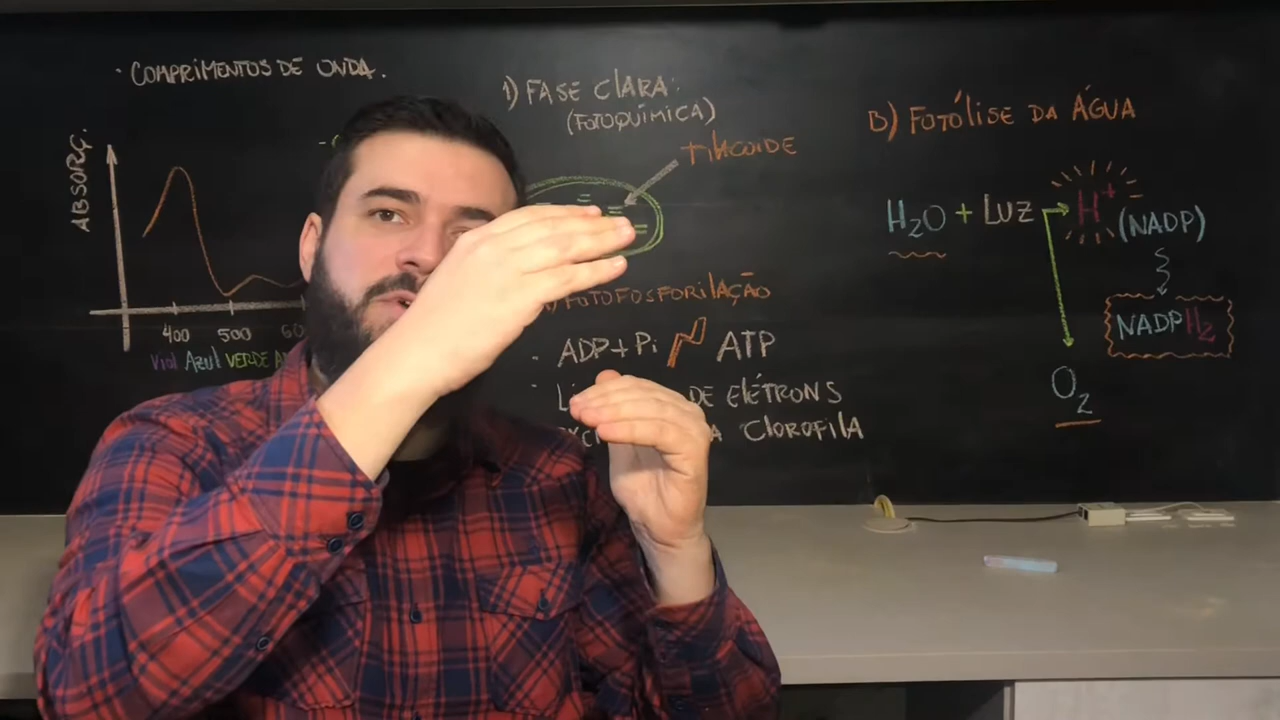 · COMPRIMENTOS DE ONDA.
ABSORÇ.
400 500 60
Viol Azul VERDE
1) FASE CLARA:
(FOTOQUÍMICA)
TILACOIDE
FOTOFOSFORILAÇÃO
· ADP + Pi ATP
DE ELÉTRONS
CLOROFILA
B) FOTÓLISE DA ÁGUA
H₂O + LUZ H⁺ (NADP)
NADPH₂
O₂